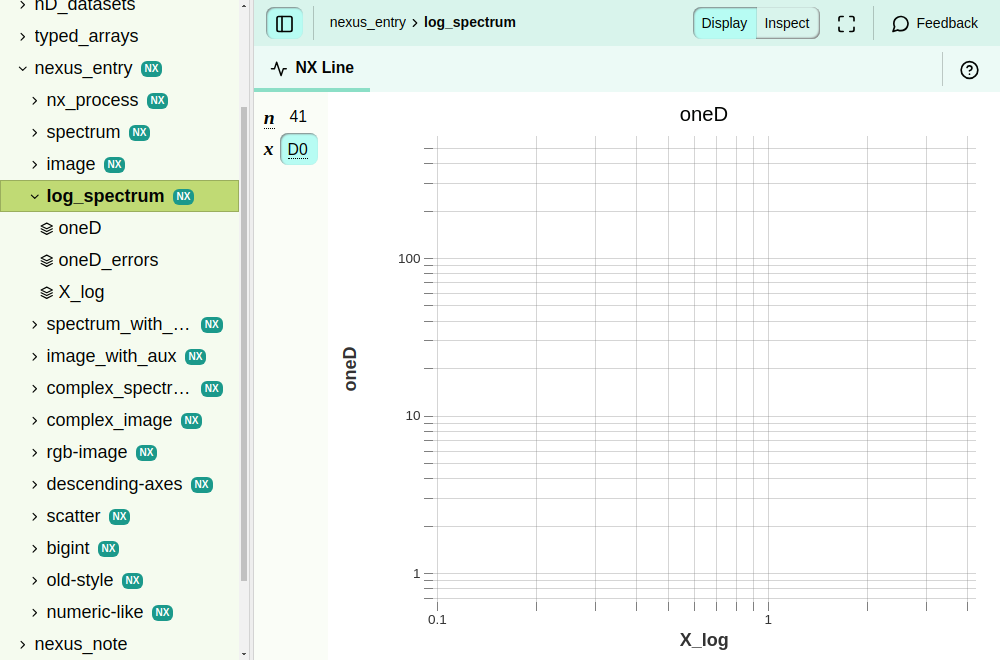 nD_datasets
typed_arrays
nexus_entry NX
nx_process NX
spectrum NX
image NX
log_spectrum NX
oneD
oneD_errors
X_log
spectrum_with_... NX
image_with_aux NX
complex_spectr... NX
complex_image NX
rgb-image NX
descending-axes NX
scatter NX
bigint NX
old-style NX
numeric-like NX
nexus_note
nexus_entry › log_spectrum
Display Inspect
Feedback
NX Line
n 41
x D0
oneD
100
10
1
oneD
0.1 1
X_log